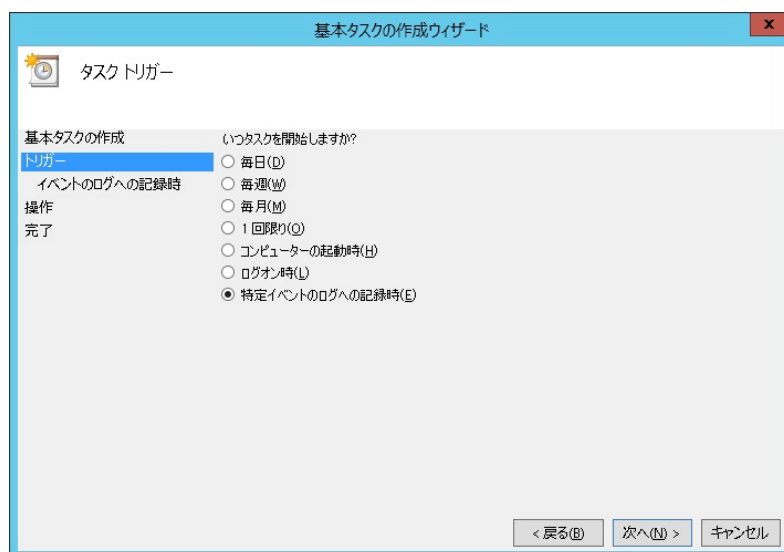 基本タスクの作成ウィザード
x
タスク トリガー
基本タスクの作成
トリガー
イベントのログへの記録時
操作
完了
いつタスクを開始しますか?
毎日(D)
毎週(W)
毎月(M)
1 回限り(O)
コンピューターの起動時(H)
ログオン時(L)
特定イベントのログへの記録時(E)
< 戻る(B)
次へ(N) >
キャンセル